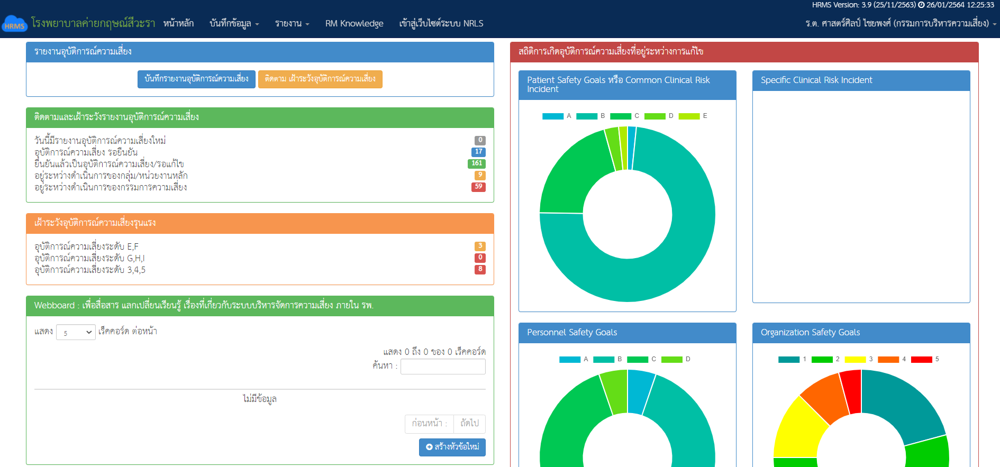 HRMS Version: 3.9 (25/11/2563) 26/01/2564 12:25:33
HRMS โรงพยาบาลค่ายกฤษณ์สีวะรา หน้าหลัก บันทึกข้อมูล รายงาน RM Knowledge เข้าสู่เว็บไซต์ระบบ NRLS ร.ต. ศาสตร์ศิลป์ ไชยพงศ์ (กรรมการบริหารความเสี่ยง)
รายงานอุบัติการณ์ความเสี่ยง
บันทึกรายงานอุบัติการณ์ความเสี่ยง ติดตาม เฝ้าระวังอุบัติการณ์ความเสี่ยง
ติดตามและเฝ้าระวังรายงานอุบัติการณ์ความเสี่ยง
วันนี้มีรายงานอุบัติการณ์ความเสี่ยงใหม่ 0
อุบัติการณ์ความเสี่ยง รอยืนยัน 17
ยืนยันแล้วเป็นอุบัติการณ์ความเสี่ยง/รอแก้ไข 161
อยู่ระหว่างดำเนินการของกลุ่ม/หน่วยงานหลัก 9
อยู่ระหว่างดำเนินการของกรรมการความเสี่ยง 59
เฝ้าระวังอุบัติการณ์ความเสี่ยงรุนแรง
อุบัติการณ์ความเสี่ยงระดับ E,F 3
อุบัติการณ์ความเสี่ยงระดับ G,H,I 0
อุบัติการณ์ความเสี่ยงระดับ 3,4,5 8
Webboard : เพื่อสื่อสาร แลกเปลี่ยนเรียนรู้ เรื่องที่เกี่ยวกับระบบบริหารจัดการความเสี่ยง ภายใน รพ.
แสดง 5 เร็คคอร์ด ต่อหน้า
แสดง 0 ถึง 0 ของ 0 เร็คคอร์ด
ค้นหา :
ไม่มีข้อมูล
ก่อนหน้า : ถัดไป
สร้างหัวข้อใหม่
สถิติการเกิดอุบัติการณ์ความเสี่ยงที่อยู่ระหว่างการแก้ไข
Patient Safety Goals หรือ Common Clinical Risk
Incident
A B C D E
Specific Clinical Risk Incident
Personnel Safety Goals
A B C D
Organization Safety Goals
1 2 3 4 5